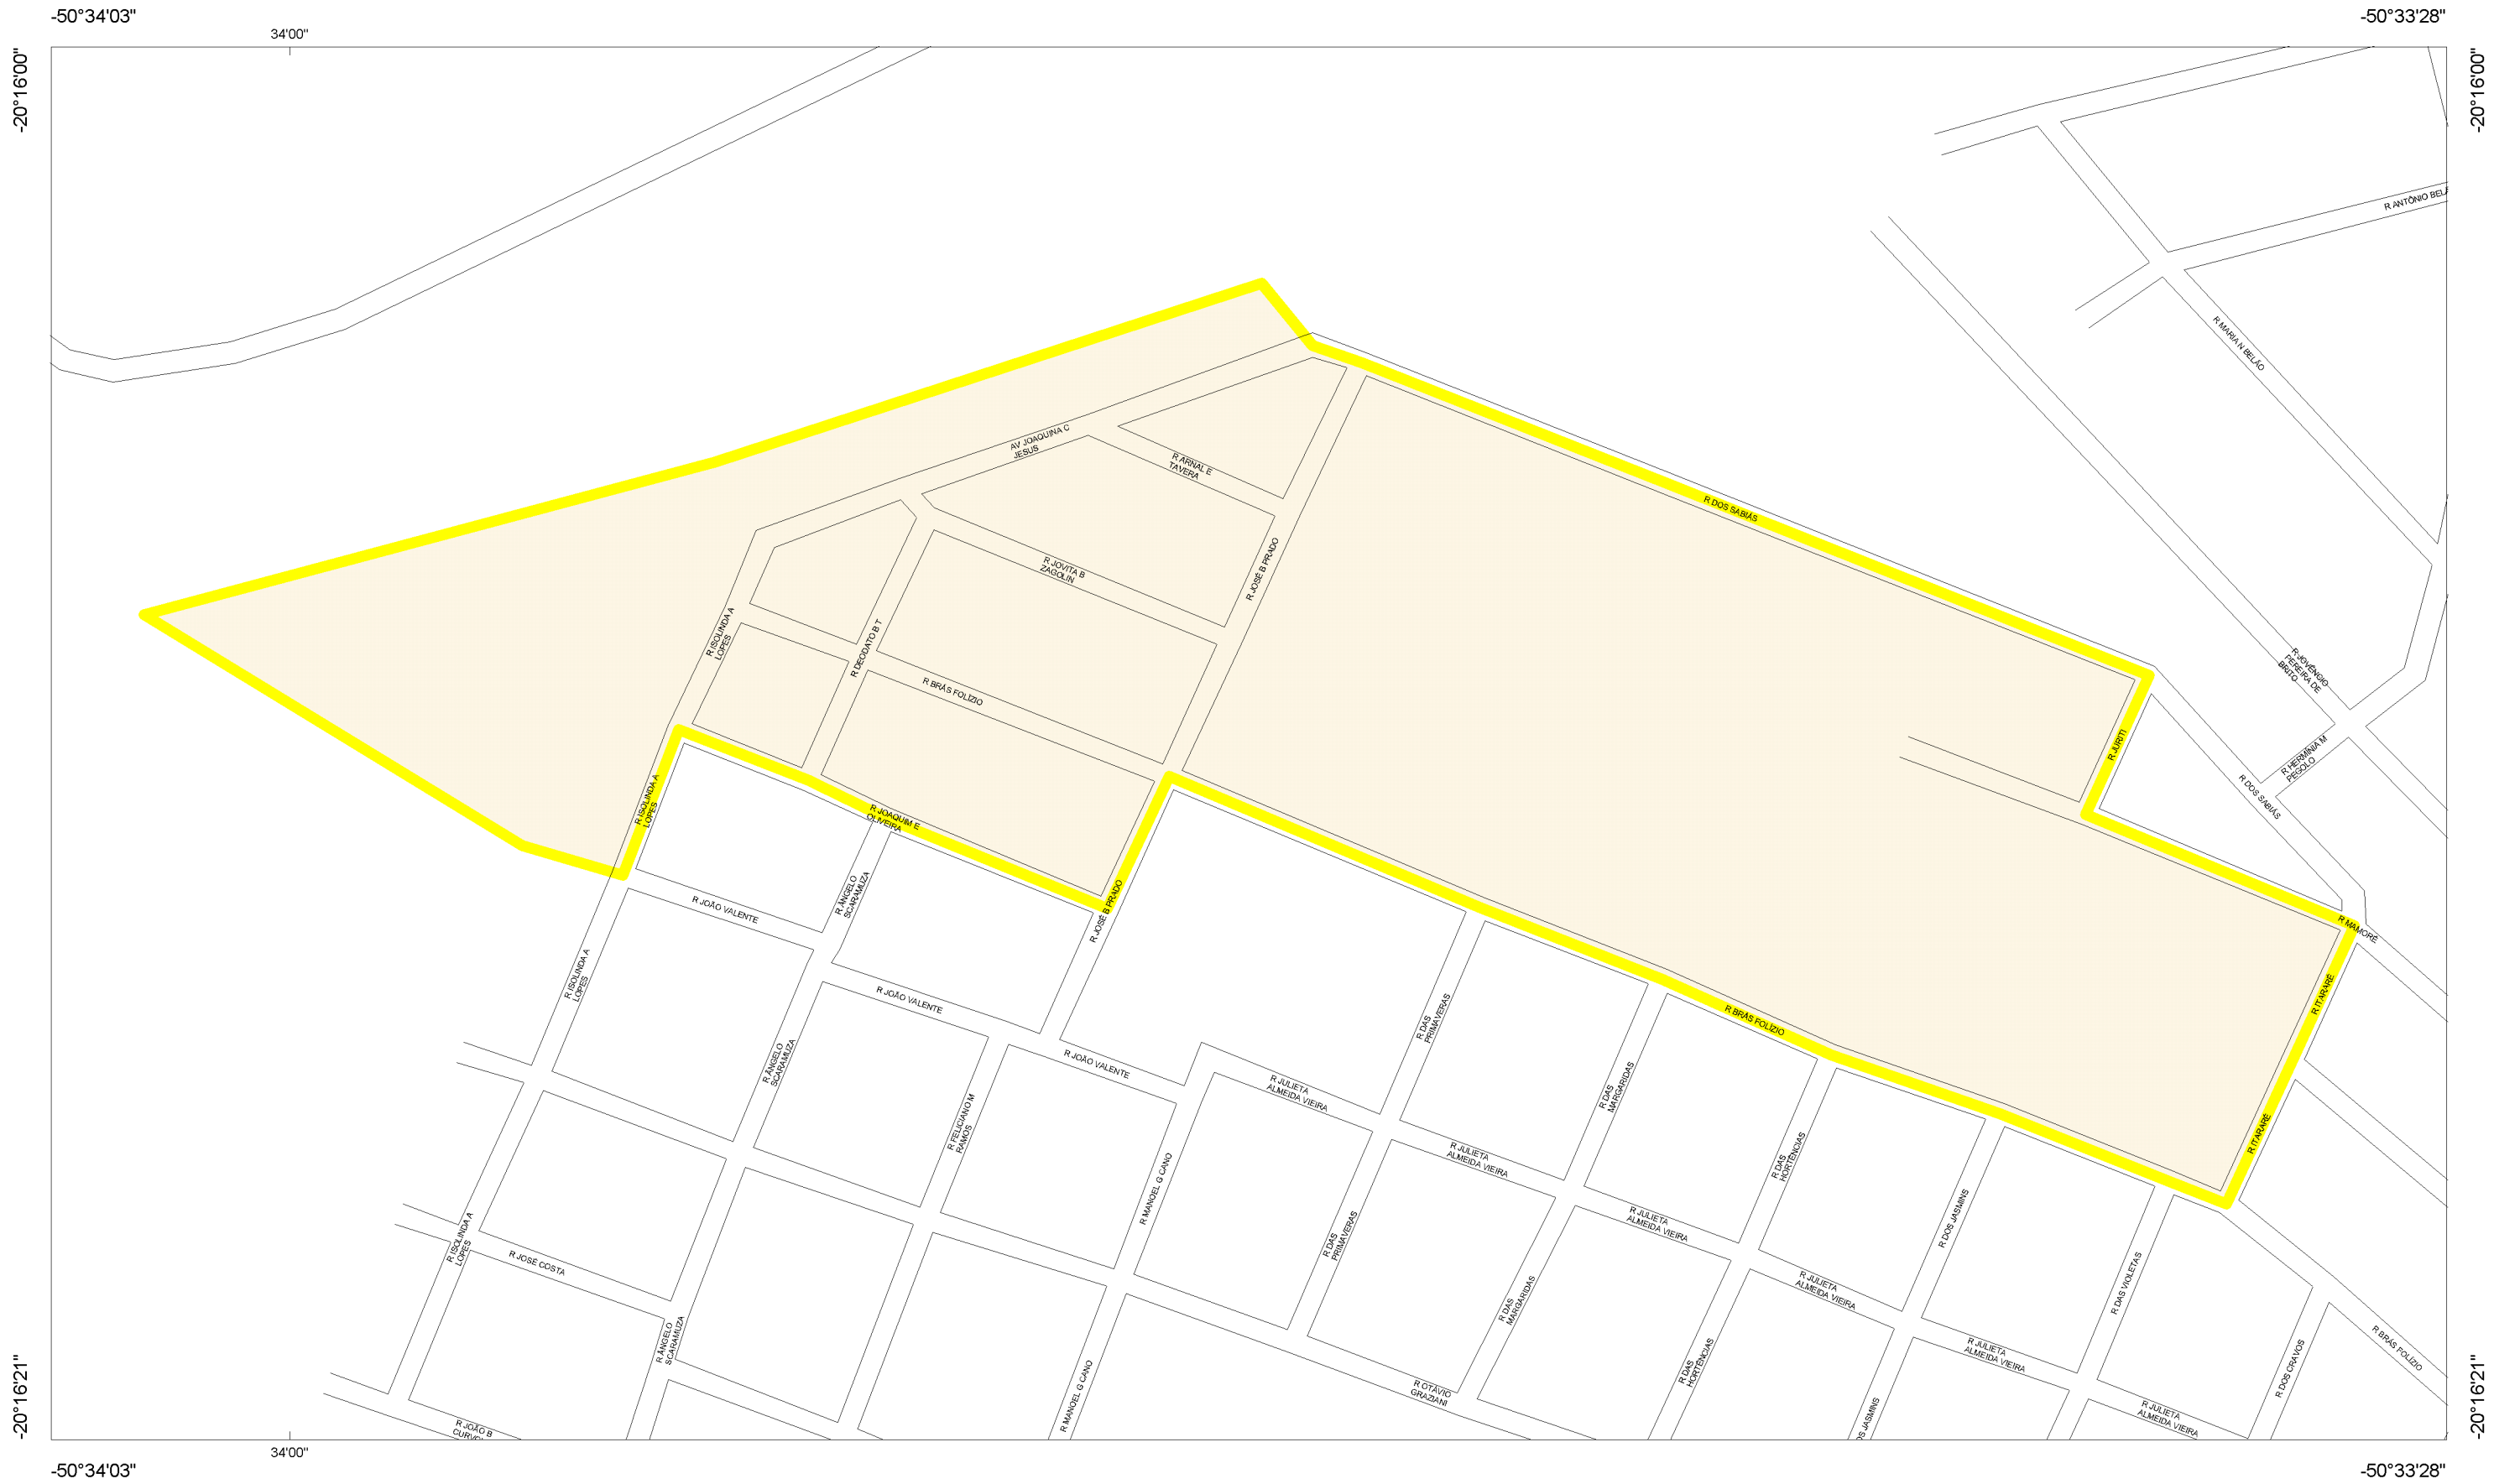 -50°34'03"
-50°33'28"
34'00"
-20°16'00"
-20°16'00"
R ANTÔNIO BELÃ
R MARIA N BELÃO
AV JOAQUINA C
JESUS
R ARNAL E
TAVERA
R DOS SABIÁS
R JOVITA B
ZAGOLIN
R JOSÉ B PRADO
R ISOLINDA A
LOPES
R DEODATO B T
R BRÁS FOLÍZIO
R JOVÊNCIO
PEREIRA DE
BRITO
R JURITI
R HERMÍNIA M
PEGOLO
R DOS SABIÁS
R ISOLINDA A
LOPES
R JOAQUIM E
OLIVEIRA
R ÂNGELO
SCARAMUZA
R JOÃO VALENTE
R JOSÉ B PRADO
R MAMORÉ
R ISOLINDA A
LOPES
R JOÃO VALENTE
R ITARARÉ
R DAS
PRIMAVERAS
R BRÁS FOLÍZIO
R ÂNGELO
SCARAMUZA
R JOÃO VALENTE
R JULIETA
ALMEIDA VIEIRA
R DAS
MARGARIDAS
R FELICIANO M
RAMOS
R ITARARÉ
R JULIETA
ALMEIDA VIEIRA
R DAS
HORTÊNCIAS
R MANOEL G CANO
R ISOLINDA A
LOPES
R JOSÉ COSTA
R DAS
PRIMAVERAS
R JULIETA
ALMEIDA VIEIRA
R DOS JASMINS
R DAS
MARGARIDAS
R JULIETA
ALMEIDA VIEIRA
R DAS VIOLETAS
R ÂNGELO
SCARAMUZA
R DAS
HORTÊNCIAS
R JULIETA
ALMEIDA VIEIRA
R BRÁS FOLÍZIO
R DOS CRAVOS
R MANOEL G CANO
R OTÁVIO
GRAZIANI
R JOÃO B
CURVO
OS JASMINS
R JULIETA
ALMEIDA VIEIRA
-20°16'21"
-20°16'21"
34'00"
-50°34'03"
-50°33'28"